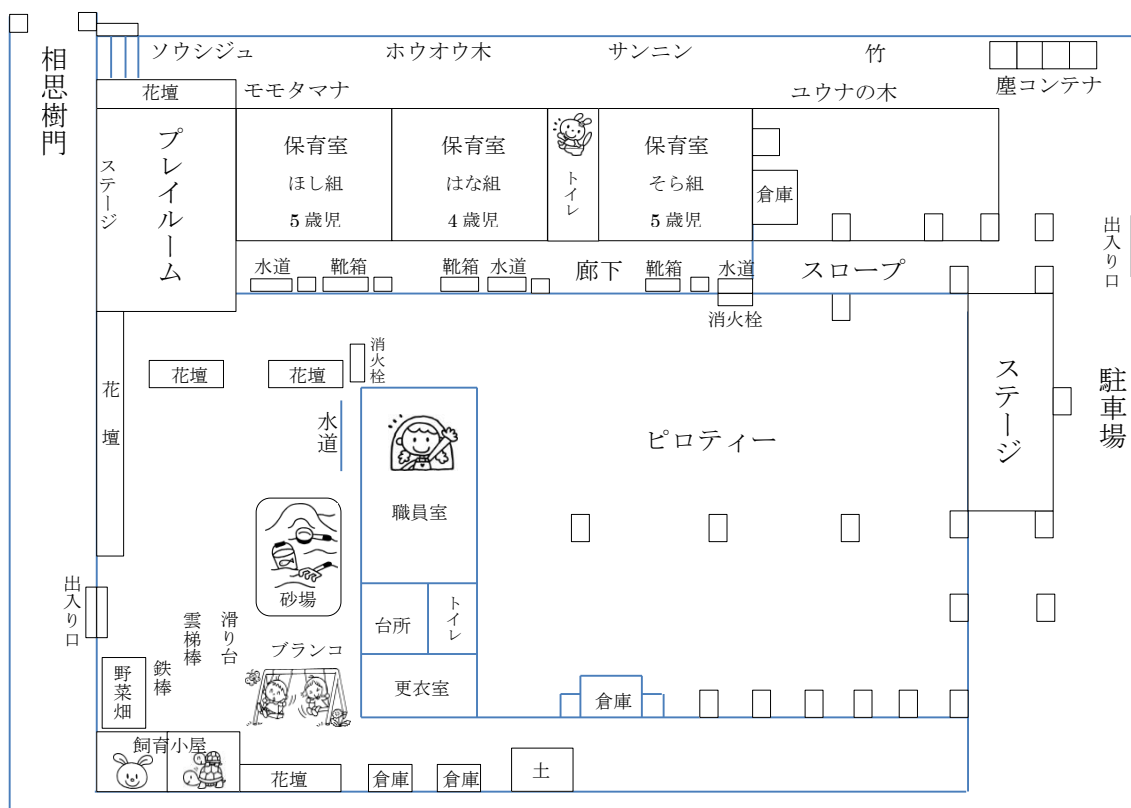 相思樹門
ソウシジュ
ホウオウ木
サンニン
竹
花壇
モモタマナ
ユウナの木
塵コンテナ
ステージ
プレイルーム
保育室
ほし組
5歳児
保育室
はな組
4歳児
トイレ
保育室
そら組
5歳児
倉庫
出入り口
水道
靴箱
靴箱
水道
廊下
靴箱
水道
スロープ
消火栓
花壇
花壇
花壇
消火栓
水道
職員室
ピロティー
ステージ
駐車場
砂場
出入り口
雲梯棒
滑り台
ブランコ
台所
トイレ
野菜畑
鉄棒
更衣室
倉庫
飼育小屋
花壇
倉庫
倉庫
土